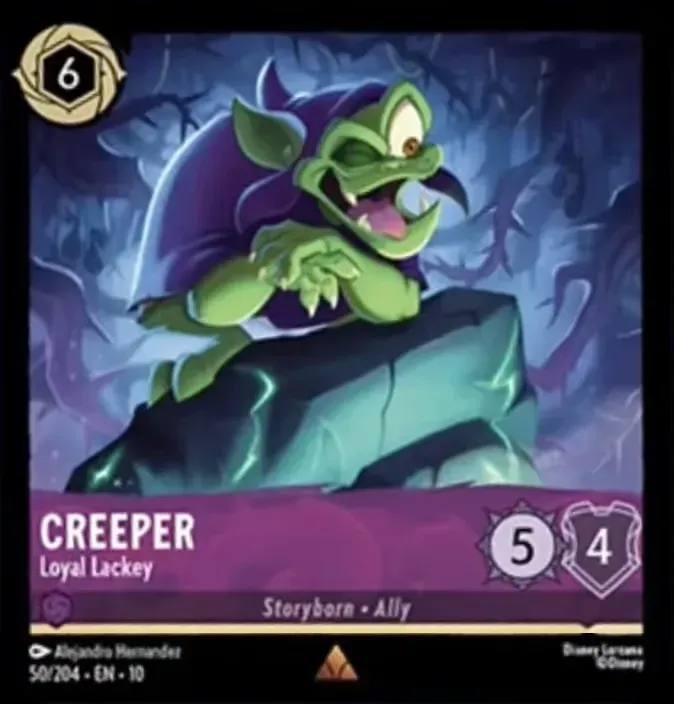 6
CREEPER
Loyal Lackey
5
4
Storyborn • Ally
Alejandro Hernandez
Disney Lorcana
50/204 • EN • 10
©Disney